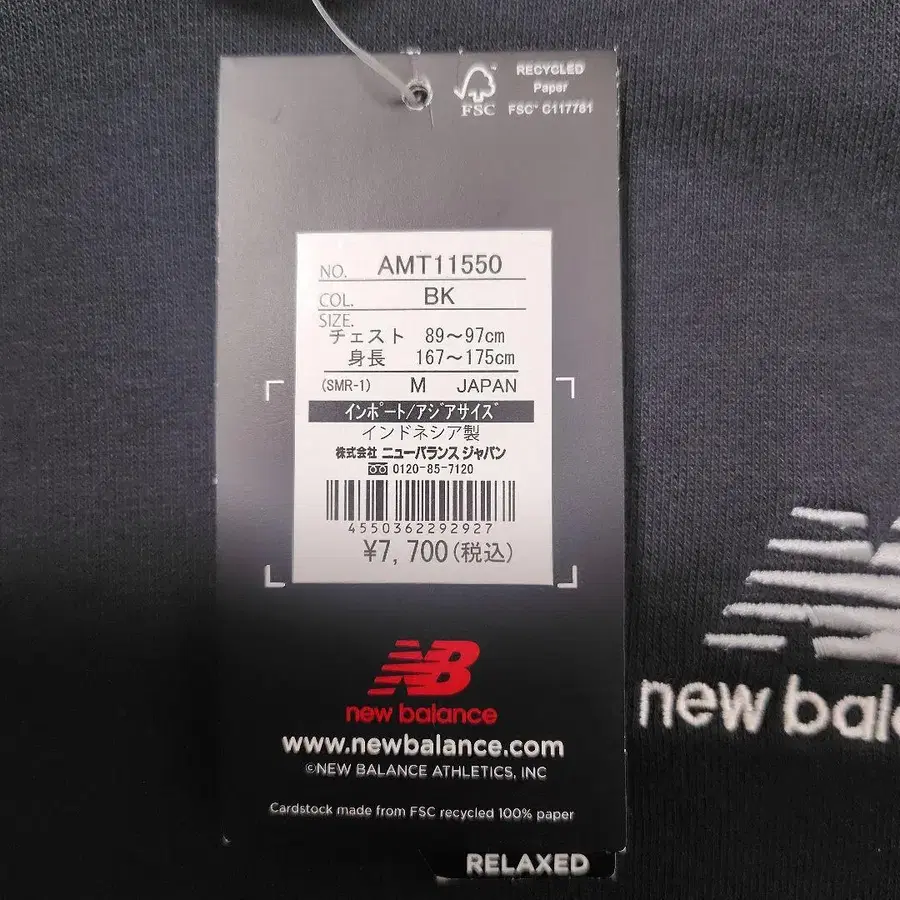 RECYCLED
Paper
FSC® C117781
FSC
NO. AMT11550
COL. BK
SIZE.
チェスト 89～97cm
身長 167～175cm
(SMR-1) M JAPAN
インポート/アジアサイズ
インドネシア製
株式会社 ニューバランス ジャパン
0120-85-7120
4550362292927
¥7,700(税込)
NB
new balance
www.newbalance.com
©NEW BALANCE ATHLETICS, INC
Cardstock made from FSC recycled 100% paper
RELAXED
new bala